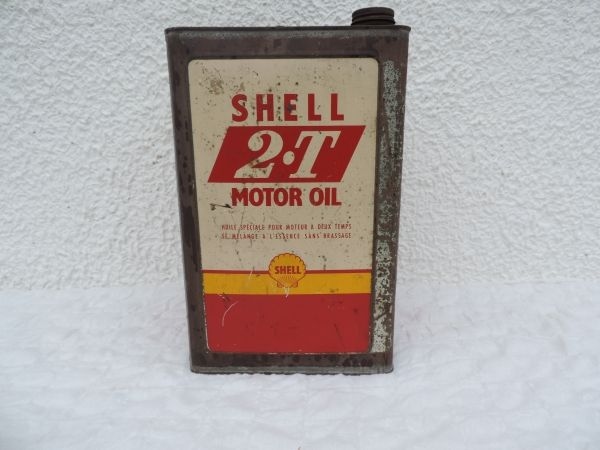 SHELL
2·T
MOTOR OIL
HUILE SPÉCIALE POUR MOTEUR A DEUX TEMPS
SE MÉLANGE A L'ESSENCE SANS BRASSAGE
SHELL